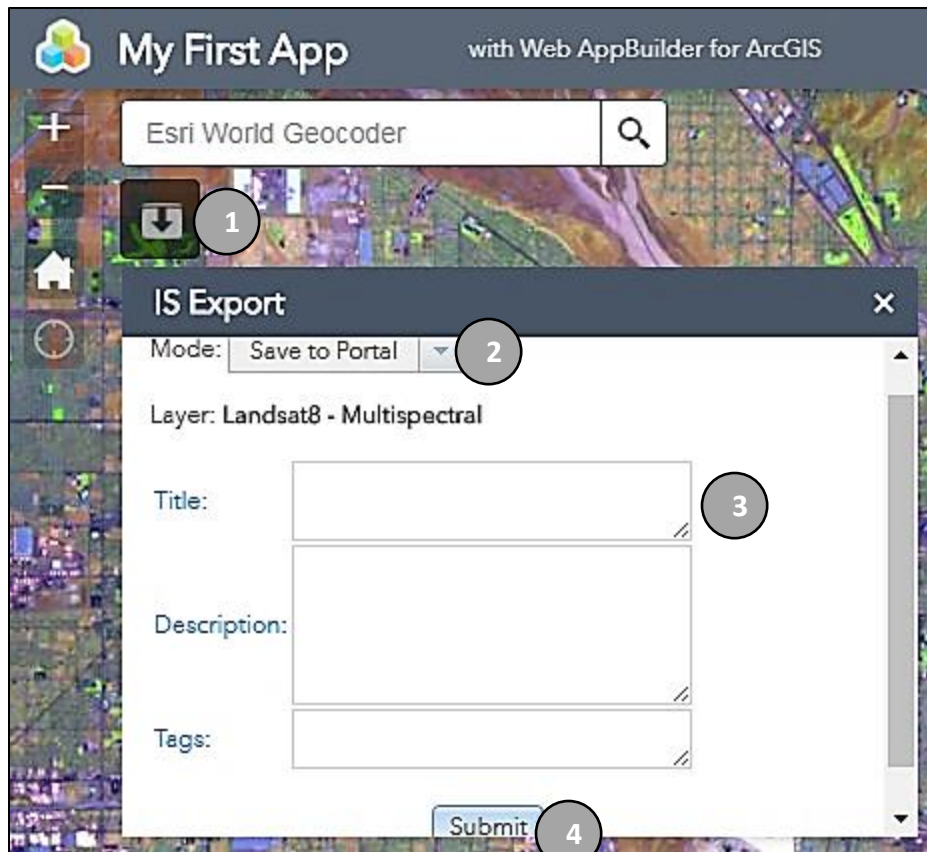 My First App with Web AppBuilder for ArcGIS
Esri World Geocoder
1
IS Export
Mode: Save to Portal 2
Layer: Landsat8 - Multispectral
Title: 3
Description:
Tags:
Submit 4